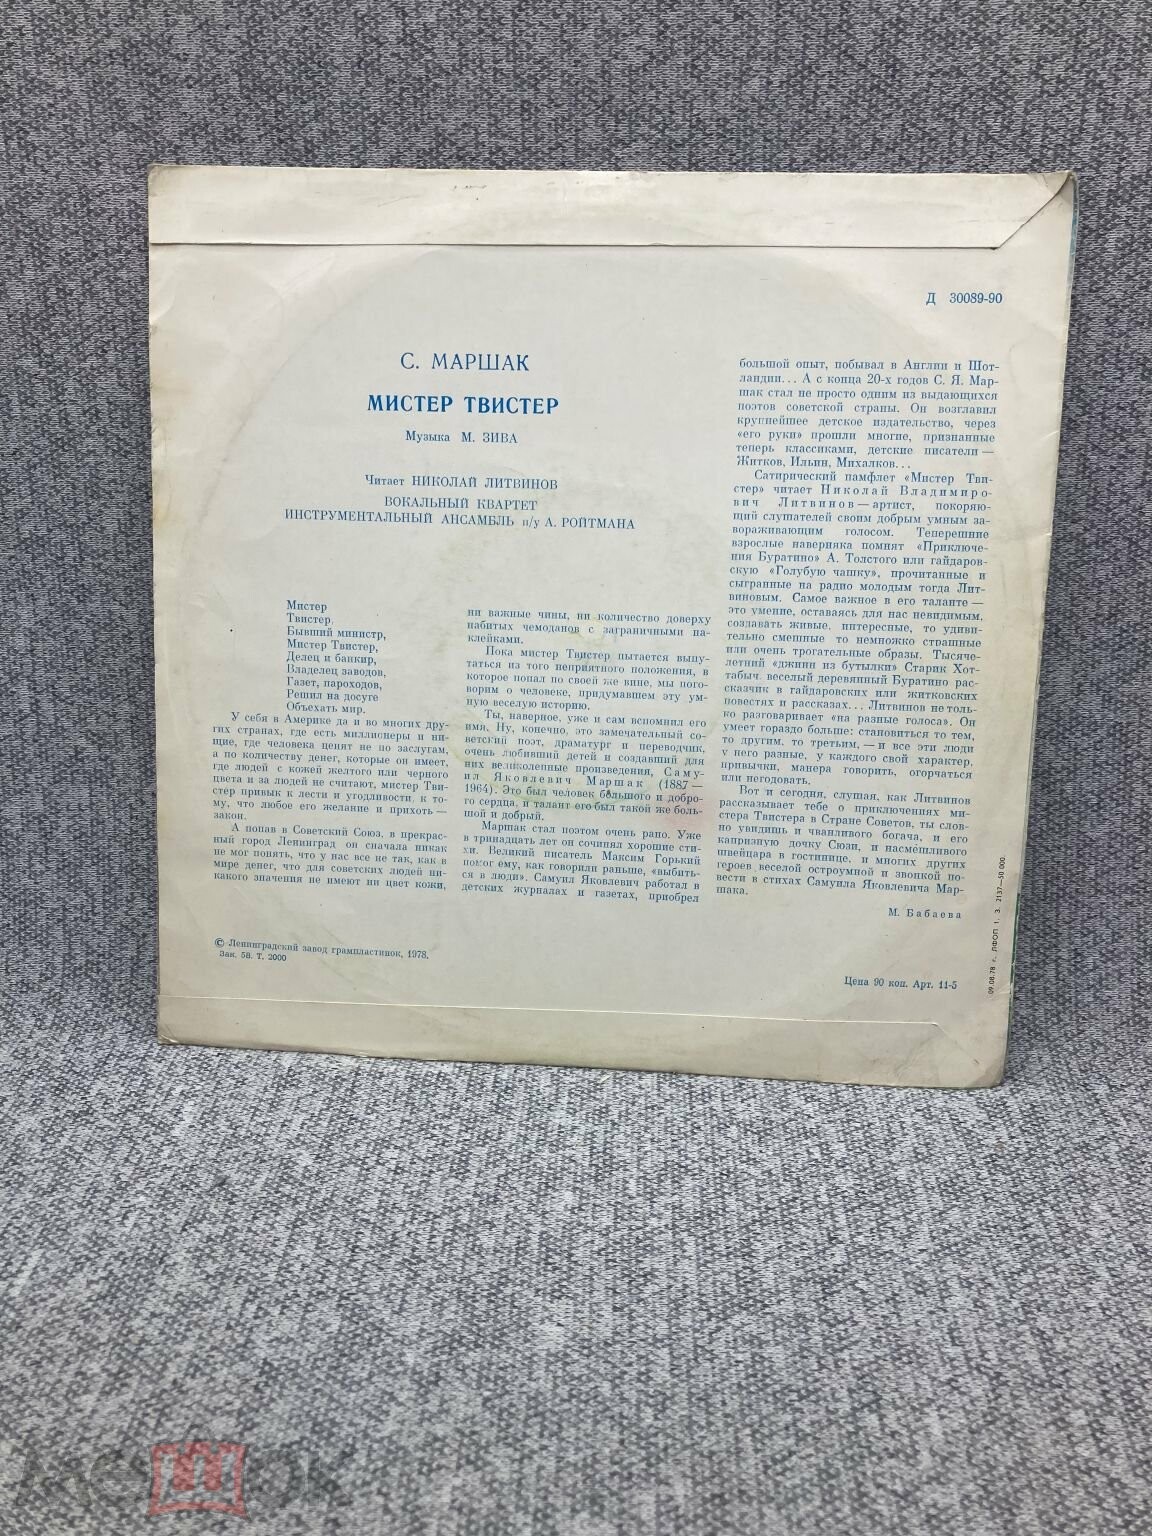 Д 30089-90
С. МАРШАК
МИСТЕР ТВИСТЕР
Музыка М. ЗИВА
Читает НИКОЛАЙ ЛИТВИНОВ
ВОКАЛЬНЫЙ КВАРТЕТ
ИНСТРУМЕНТАЛЬНЫЙ АНСАМБЛЬ п/у А. РОЙТМАНА
Мистер
Твистер,
Бывший министр,
Мистер Твистер,
Делец и банкир,
Владелец заводов,
Газет, пароходов,
Решил на досуге
Объехать мир.
У себя в Америке да и во многих дру-
гих странах, где есть миллионеры и ни-
щие, где человека ценят не по заслугам,
а по количеству денег, которые он имеет,
где людей с кожей желтого или черного
цвета и за людей не считают, мистер Тви-
стер привык к лести и угодливости, к то-
му, что любое его желание и прихоть —
закон.
А попав в Советский Союз, в прекрас-
ный город Ленинград он сначала никак
не мог понять, что у нас все не так, как в
мире денег, что для советских людей ни-
какого значения не имеют ни цвет кожи,
ни важные чины, ни количество доверху
набитых чемоданов с заграничными на-
клейками.
Пока мистер Твистер пытается выпу-
таться из того неприятного положения, в
которое попал по своей же вине, мы пого-
ворим о человеке, придумавшем эту ум-
ную веселую историю.
Ты, наверное, уже и сам вспомнил его
имя. Ну, конечно, это замечательный со-
ветский поэт, драматург и переводчик,
очень любивший детей и создавший для
них великолепные произведения, Саму-
ил Яковлевич Маршак (1887—
1964). Это был человек большого и добро-
го сердца, и талант его был такой же боль-
шой и добрый.
Маршак стал поэтом очень рано. Уже
в тринадцать лет он сочинял хорошие сти-
хи. Великий писатель Максим Горький
помог ему, как говорили раньше, «выбить-
ся в люди». Самуил Яковлевич работал в
детских журналах и газетах, приобрел
большой опыт, побывал в Англии и Шот-
ландии... А с конца 20-х годов С. Я. Мар-
шак стал не просто одним из выдающихся
поэтов советской страны. Он возглавил
крупнейшее детское издательство, через
«его руки» прошли многие, признанные
теперь классиками, детские писатели —
Житков, Ильин, Михалков...
Сатирический памфлет «Мистер Тви-
стер» читает Николай Владимиро-
вич Литвинов — артист, покоряю-
щий слушателей своим добрым умным за-
вораживающим голосом. Теперешние
взрослые наверняка помнят «Приключе-
ния Буратино» А. Толстого или гайдаров-
скую «Голубую чашку», прочитанные и
сыгранные на радио молодым тогда Лит-
виновым. Самое важное в его таланте —
это умение, оставаясь для нас невидимым,
создавать живые, интересные, то удиви-
тельно смешные то немножко страшные
или очень трогательные образы. Тысяче-
летний «джинн из бутылки» Старик Хот-
табыч, веселый деревянный Буратино рас-
сказчик в гайдаровских или житковских
повестях и рассказах... Литвинов не толь-
ко разговаривает «на разные голоса». Он
умеет гораздо больше: становиться то тем,
то другим, то третьим, — и все эти люди
у него разные, у каждого свой характер,
привычки, манера говорить, огорчаться
или негодовать.
Вот и сегодня, слушая, как Литвинов
рассказывает тебе о приключениях ми-
стера Твистера в Стране Советов, ты слов-
но увидишь и чванливого богача, и его
капризную дочку Сюзи, и насмешливого
швейцара в гостинице, и многих других
героев веселой остроумной и звонкой по-
вести в стихах Самуила Яковлевича Мар-
шака.
М. Бабаева
© Ленинградский завод грампластинок, 1978.
Зак. 58. Т. 2000
Цена 90 коп. Арт. 11-5
09.08.78 г. ЛФОП 1. З. 2137—50 000
мешок